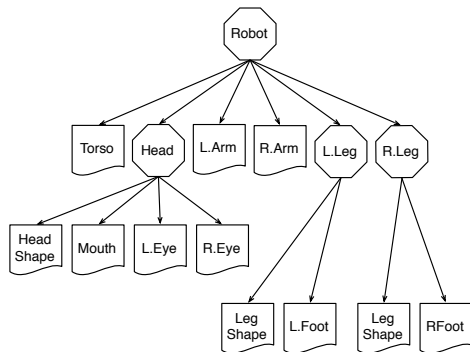 Robot
Torso
Head
L.Arm
R.Arm
L.Leg
R.Leg
Head
Shape
Mouth
L.Eye
R.Eye
Leg
Shape
L.Foot
Leg
Shape
RFoot